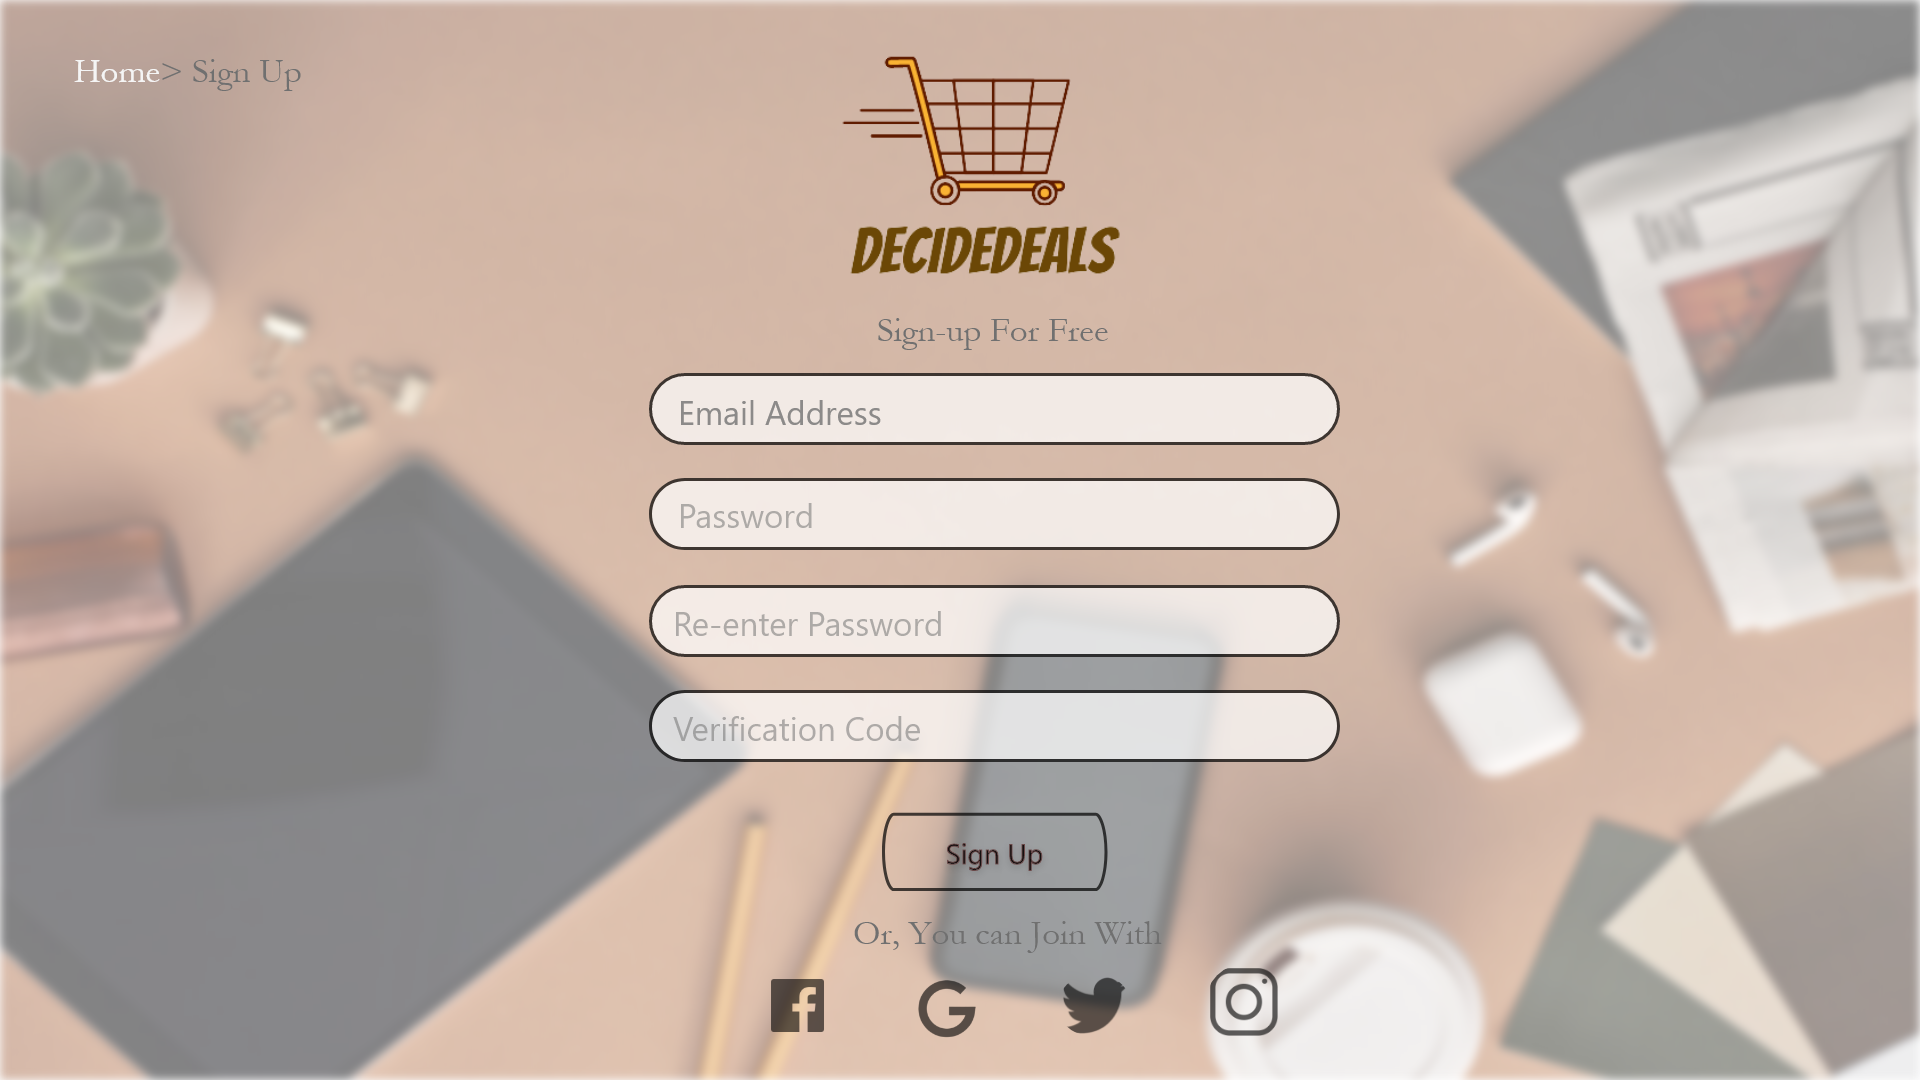 Home> Sign Up
DECIDEDEALS
Sign-up For Free
Email Address
Password
Re-enter Password
Verification Code
Sign Up
Or, You can Join With